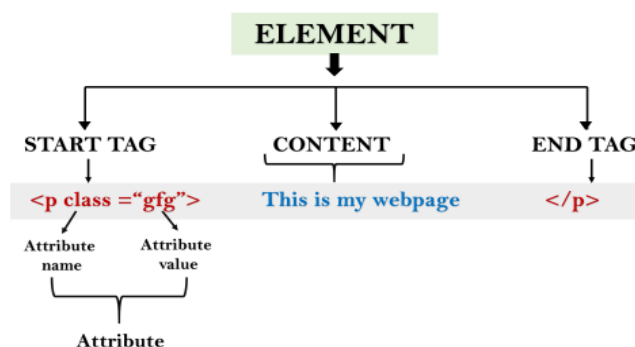 ELEMENT
START TAG CONTENT END TAG
<p class =“gfg”> This is my webpage </p>
Attribute name
Attribute value
Attribute